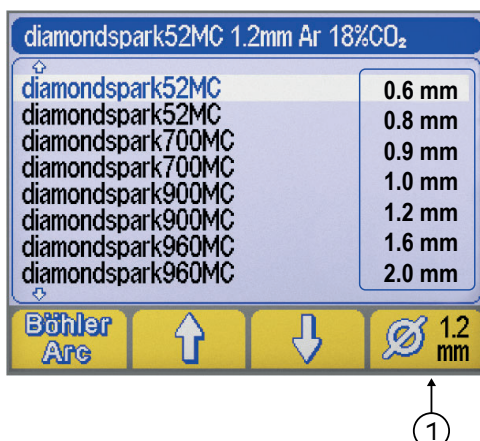 diamondspark52MC 1.2mm Ar 18%CO₂
diamondspark52MC
diamondspark52MC
diamondspark700MC
diamondspark700MC
diamondspark900MC
diamondspark900MC
diamondspark960MC
diamondspark960MC
0.6 mm
0.8 mm
0.9 mm
1.0 mm
1.2 mm
1.6 mm
2.0 mm
Böhler
Arc
1.2
mm
1